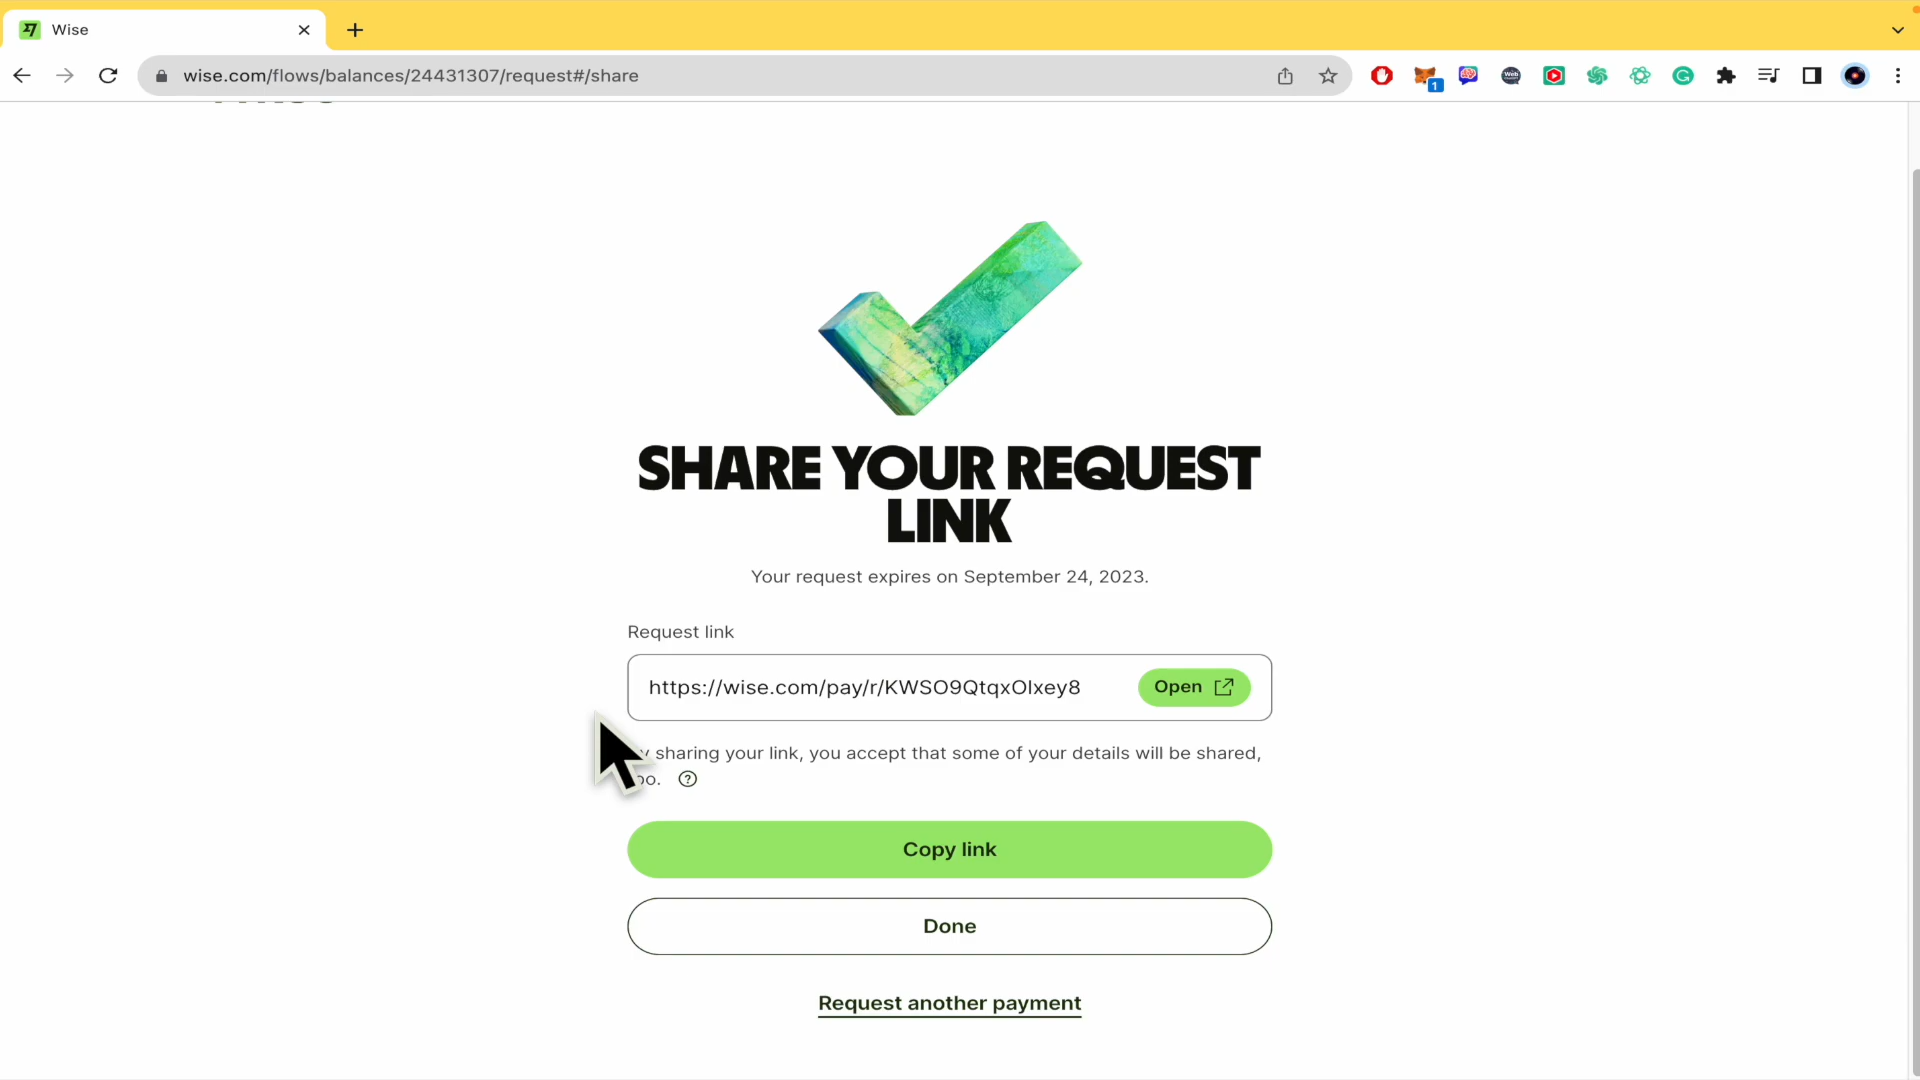 Wise
wise.com/flows/balances/24431307/request#/share
1
SHARE YOUR REQUEST
LINK
Your request expires on September 24, 2023.
Request link
https://wise.com/pay/r/KWSO9QtqxOlxey8
Open
sharing your link, you accept that some of your details will be shared,
?
Copy link
Done
Request another payment